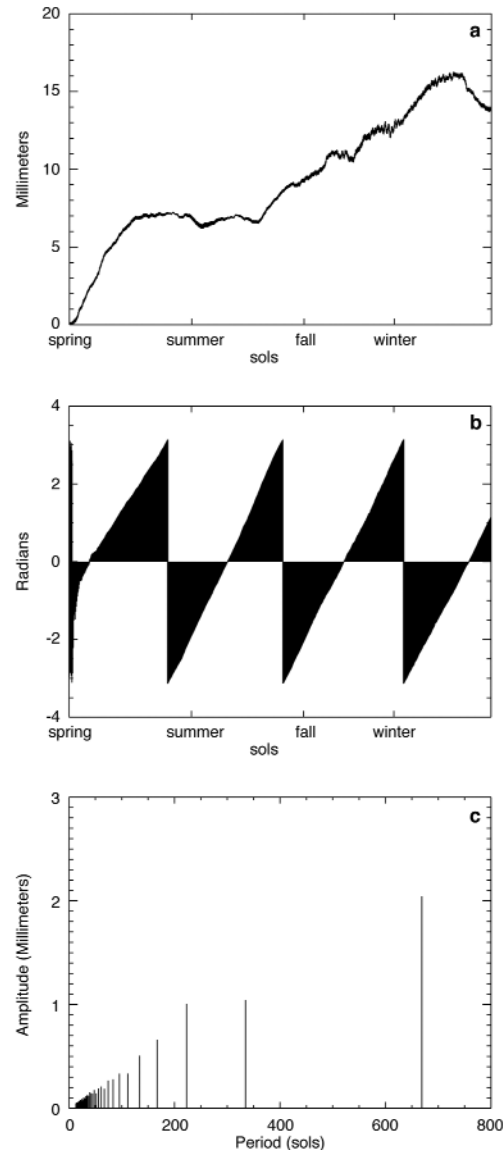 20
a
15
Millimeters
10
5
0
spring summer fall winter
sols
4
b
2
Radians
0
-2
-4
spring summer fall winter
sols
3
c
2
Amplitude (Millimeters)
1
0
0 200 400 600 800
Period (sols)